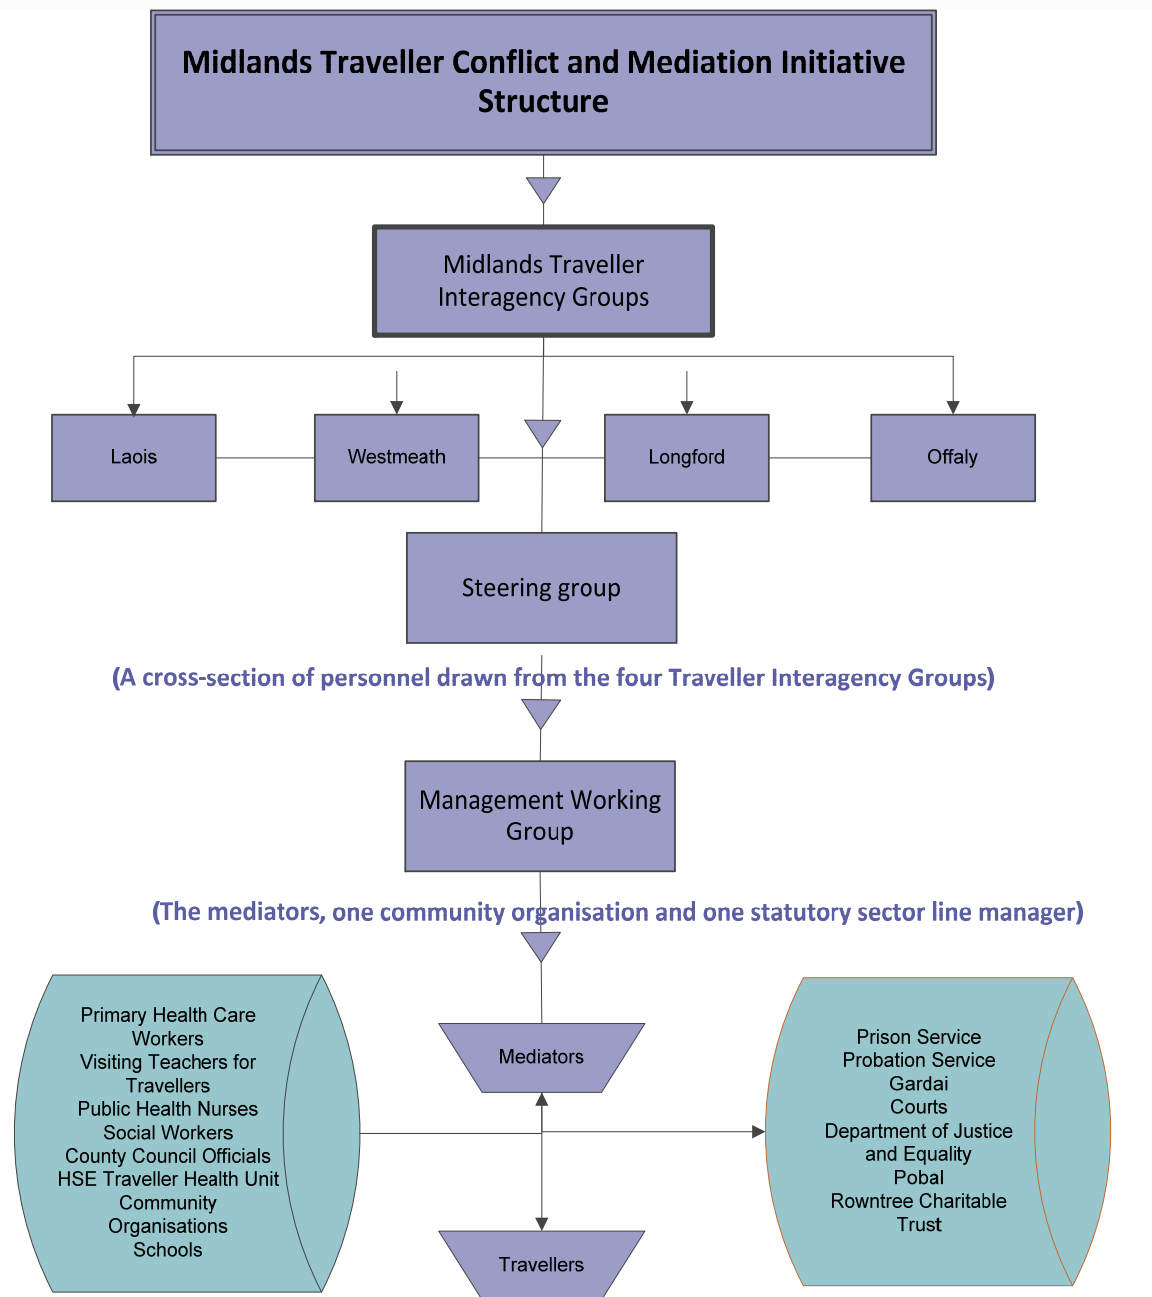 Midlands Traveller Conflict and Mediation Initiative
Structure
Midlands Traveller
Interagency Groups
Laois
Westmeath
Longford
Offaly
Steering group
(A cross-section of personnel drawn from the four Traveller Interagency Groups)
Management Working
Group
(The mediators, one community organisation and one statutory sector line manager)
Primary Health Care
Workers
Visiting Teachers for
Travellers
Public Health Nurses
Social Workers
County Council Officials
HSE Traveller Health Unit
Community
Organisations
Schools
Mediators
Travellers
Prison Service
Probation Service
Gardai
Courts
Department of Justice
and Equality
Pobal
Rowntree Charitable
Trust